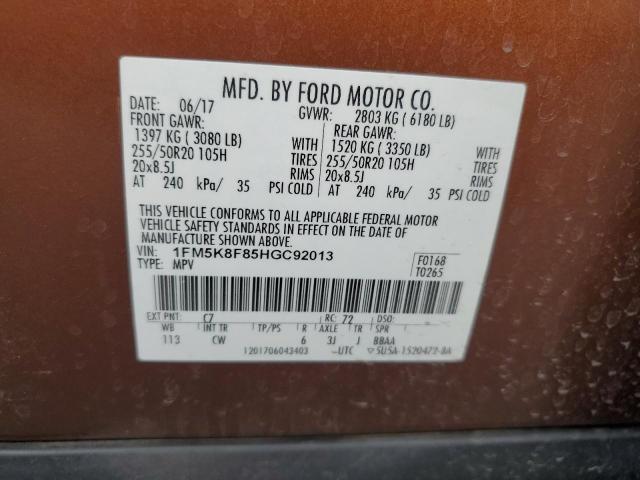 MFD. BY FORD MOTOR CO.
DATE: 06/17 GVWR: 2803 KG ( 6180 LB)
FRONT GAWR: REAR GAWR:
1397 KG ( 3080 LB) WITH 1520 KG ( 3350 LB) WITH
255/50R20 105H TIRES 255/50R20 105H TIRES
20x8.5J RIMS 20x8.5J RIMS
AT 240 kPa/ 35 PSI COLD AT 240 kPa/ 35 PSI COLD
THIS VEHICLE CONFORMS TO ALL APPLICABLE FEDERAL MOTOR
VEHICLE SAFETY STANDARDS IN EFFECT ON THE DATE OF
MANUFACTURE SHOWN ABOVE.
VIN: 1FM5K8F85HGC92013 F0168
TYPE: MPV T0265
EXT PNT: C7 RC: 72 DSO:
WB INT TR TP/PS R AXLE TR SPR
113 CW 6 3J J BBAA
1201706043403 UTC ▽5U5A-1520472-BA